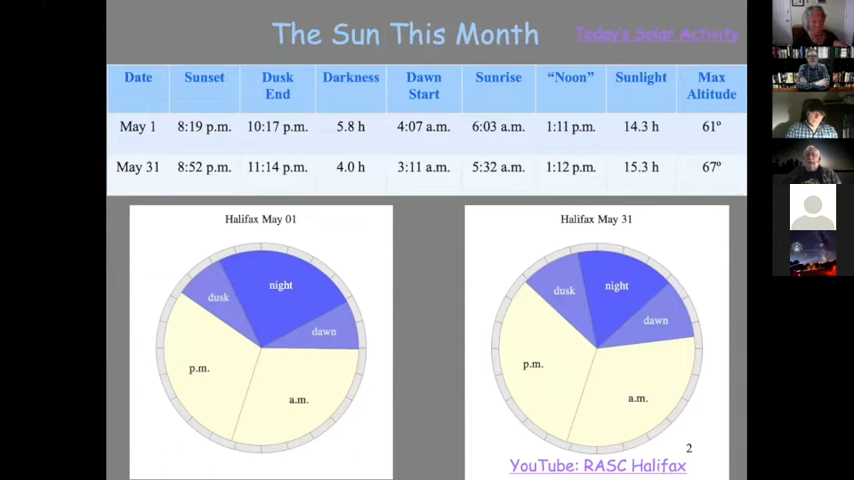 The Sun This Month
Today's Solar Activity
Date Sunset Dusk End Darkness Dawn Start Sunrise “Noon” Sunlight Max Altitude
May 1 8:19 p.m. 10:17 p.m. 5.8 h 4:07 a.m. 6:03 a.m. 1:11 p.m. 14.3 h 61º
May 31 8:52 p.m. 11:14 p.m. 4.0 h 3:11 a.m. 5:32 a.m. 1:12 p.m. 15.3 h 67º
Halifax May 01
night
dusk
dawn
p.m.
a.m.
Halifax May 31
night
dusk
dawn
p.m.
a.m.
2
YouTube: RASC Halifax